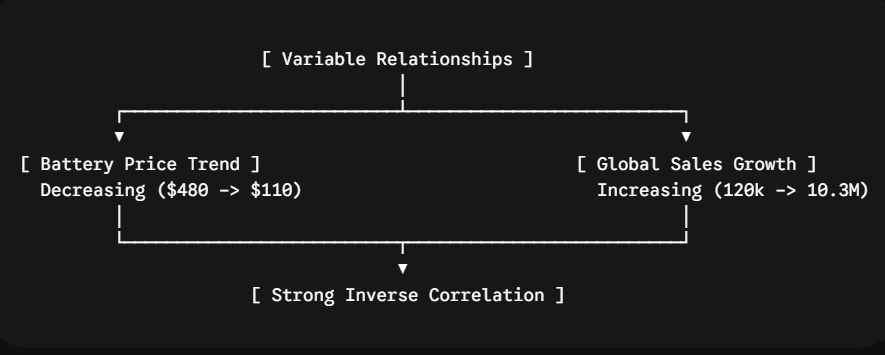 [ Variable Relationships ]
[ Battery Price Trend ]
[ Global Sales Growth ]
Decreasing ($480 -> $110)
Increasing (120k -> 10.3M)
[ Strong Inverse Correlation ]